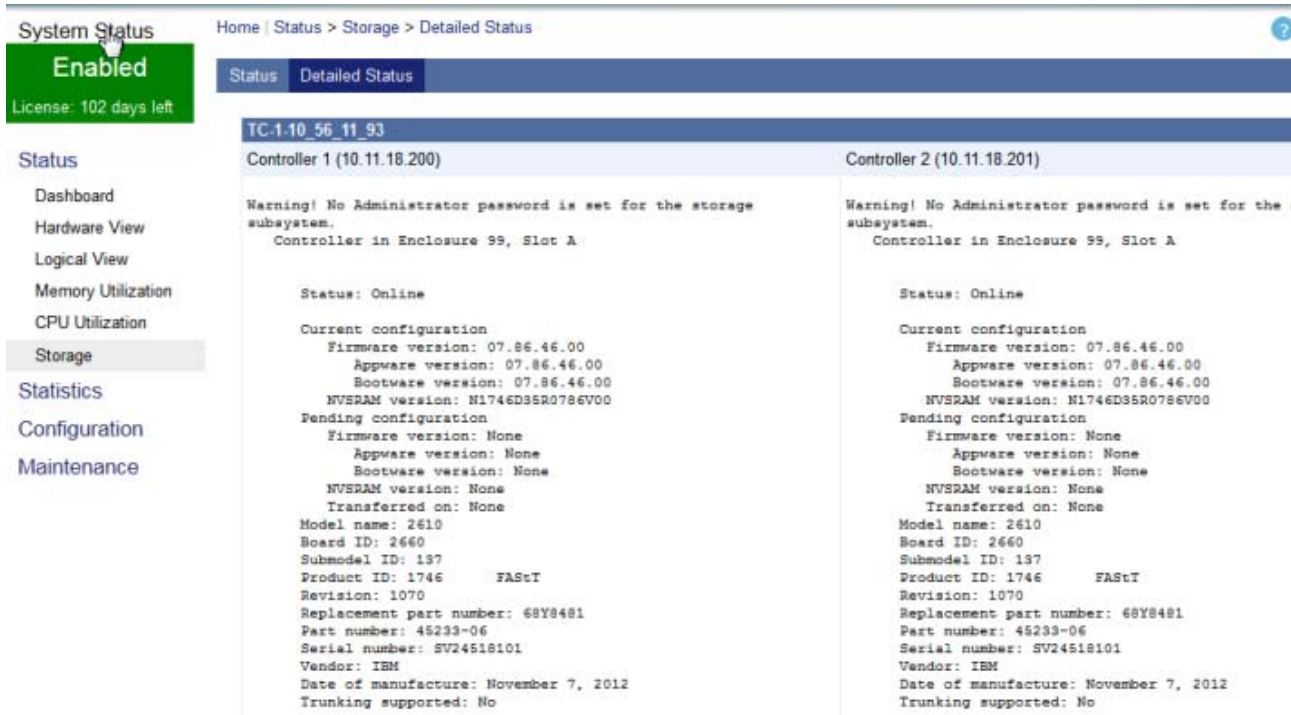 System Status
Enabled
License: 102 days left
Status
Dashboard
Hardware View
Logical View
Memory Utilization
CPU Utilization
Storage
Statistics
Configuration
Maintenance
Home | Status > Storage > Detailed Status
?
Status Detailed Status
TC-1-10_56_11_93
Controller 1 (10.11.18.200)
Warning! No Administrator password is set for the storage
subsystem.
Controller in Enclosure 99, Slot A
Status: Online
Current configuration
Firmware version: 07.86.46.00
Appware version: 07.86.46.00
Bootware version: 07.86.46.00
NVSRAM version: N1746D35R0786V00
Pending configuration
Firmware version: None
Appware version: None
Bootware version: None
NVSRAM version: None
Transferred on: None
Model name: 2610
Board ID: 2660
Submodel ID: 137
Product ID: 1746 FAStT
Revision: 1070
Replacement part number: 68Y8481
Part number: 45233-06
Serial number: SV24518101
Vendor: IBM
Date of manufacture: November 7, 2012
Trunking supported: No
Controller 2 (10.11.18.201)
Warning! No Administrator password is set for the
subsystem.
Controller in Enclosure 99, Slot A
Status: Online
Current configuration
Firmware version: 07.86.46.00
Appware version: 07.86.46.00
Bootware version: 07.86.46.00
NVSRAM version: N1746D35R0786V00
Pending configuration
Firmware version: None
Appware version: None
Bootware version: None
NVSRAM version: None
Transferred on: None
Model name: 2610
Board ID: 2660
Submodel ID: 137
Product ID: 1746 FAStT
Revision: 1070
Replacement part number: 68Y8481
Part number: 45233-06
Serial number: SV24518101
Vendor: IBM
Date of manufacture: November 7, 2012
Trunking supported: No